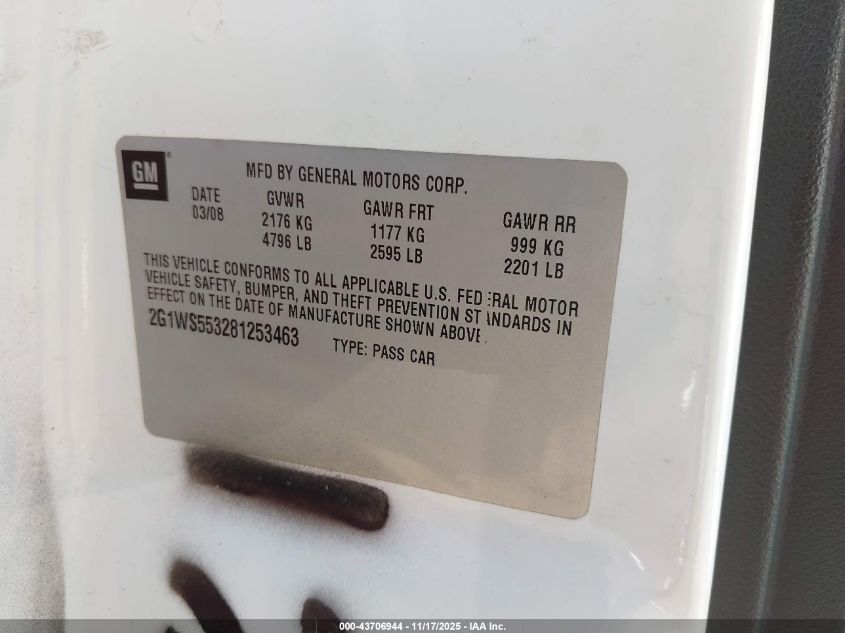 GM
MFD BY GENERAL MOTORS CORP.
DATE GVWR GAWR FRT GAWR RR
03/08 2176 KG 1177 KG 999 KG
4796 LB 2595 LB 2201 LB
THIS VEHICLE CONFORMS TO ALL APPLICABLE U.S. FEDERAL MOTOR
VEHICLE SAFETY, BUMPER, AND THEFT PREVENTION STANDARDS IN
EFFECT ON THE DATE OF MANUFACTURE SHOWN ABOVE.
2G1WS553281253463 TYPE: PASS CAR
000-43706944 - 11/17/2025 - IAA Inc.